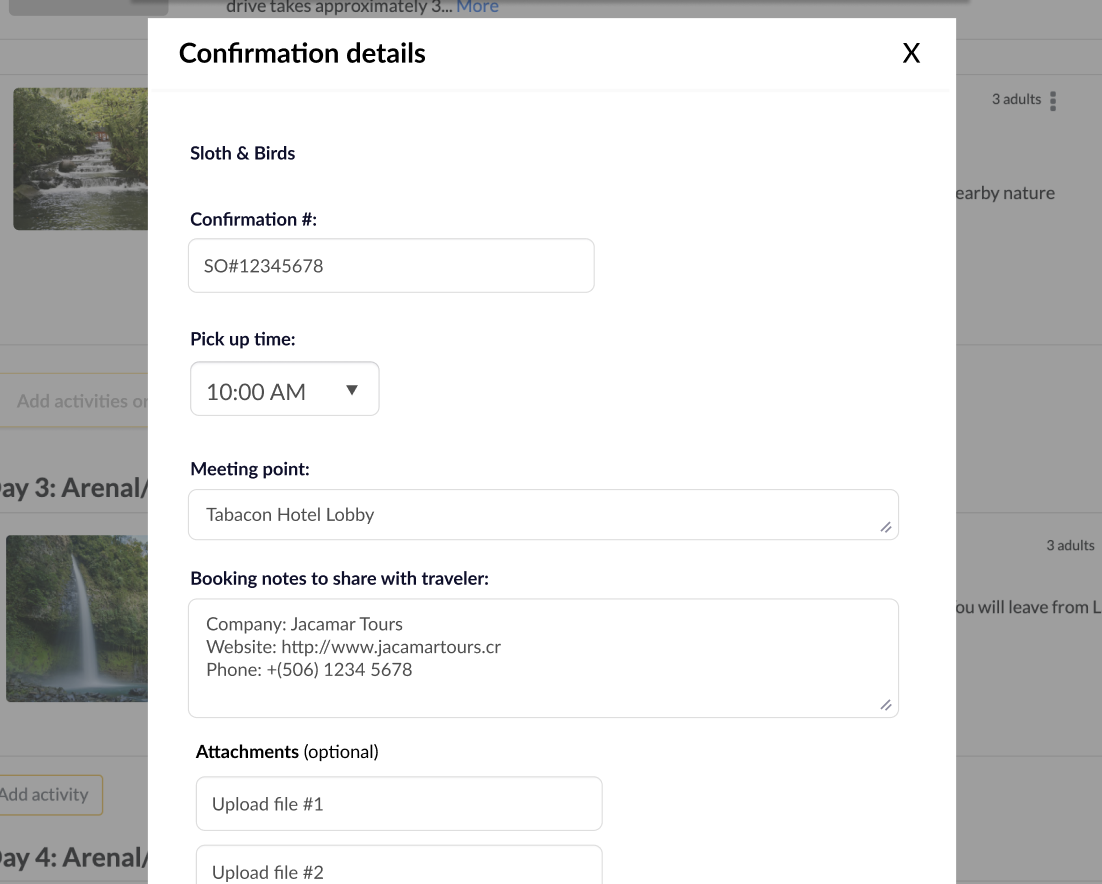 drive takes approximately 3... More
Confirmation details
X
3 adults
Sloth & Birds
earby nature
Confirmation #:
SO#12345678
Pick up time:
10:00 AM
Add activities or
Meeting point:
ay 3: Arenal/
Tabacon Hotel Lobby
3 adults
Booking notes to share with traveler:
ou will leave from L
Company: Jacamar Tours
Website: http://www.jacamartours.cr
Phone: +(506) 1234 5678
Attachments (optional)
Add activity
Upload file #1
ay 4: Arenal/
Upload file #2